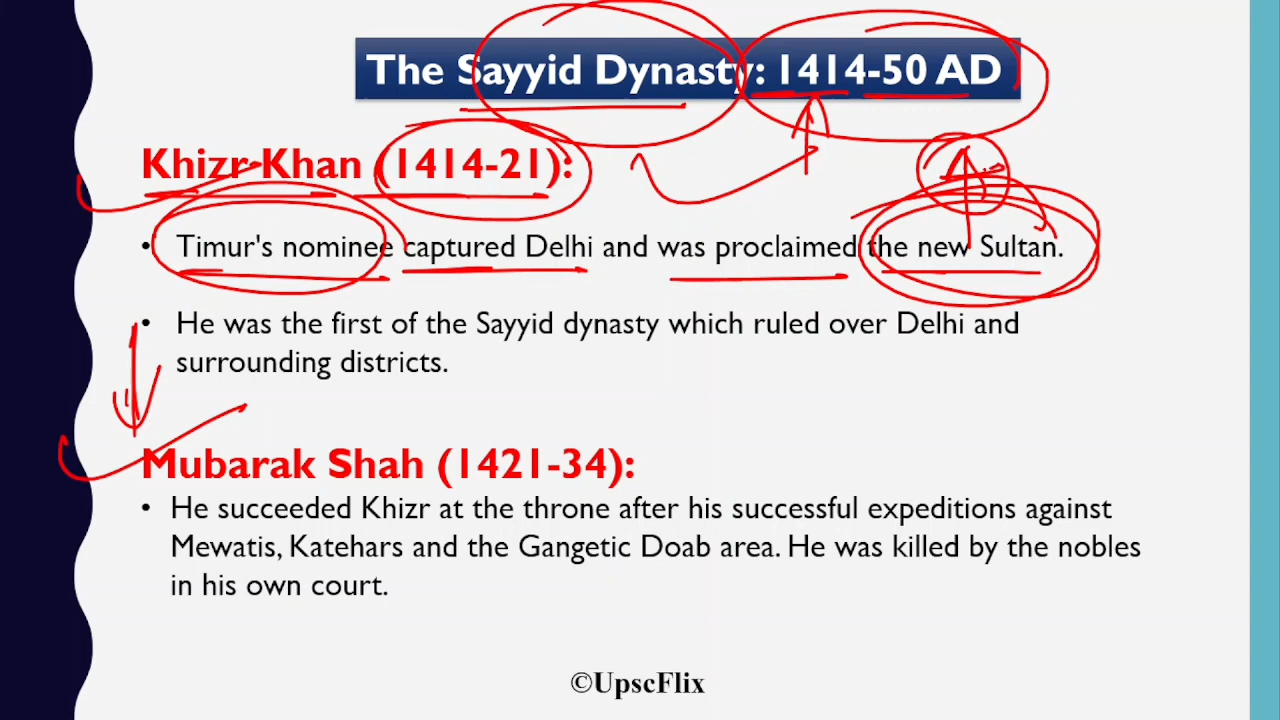 The Sayyid Dynasty: 1414-50 AD
Khizr Khan (1414-21):
• Timur's nominee captured Delhi and was proclaimed the new Sultan.
• He was the first of the Sayyid dynasty which ruled over Delhi and
surrounding districts.
Mubarak Shah (1421-34):
• He succeeded Khizr at the throne after his successful expeditions against
Mewatis, Katehars and the Gangetic Doab area. He was killed by the nobles
in his own court.
©UpscFlix